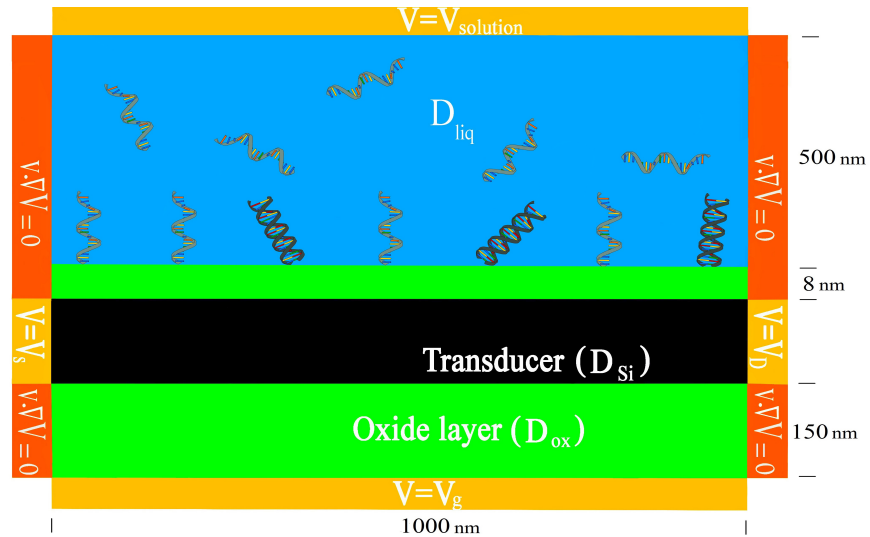 V=V_solution
D_liq
ν·∇V = 0
ν·∇V = 0
500 nm
8 nm
V=V_S
Transducer (D_Si)
V=V_D
ν·∇V = 0
Oxide layer (D_ox)
ν·∇V = 0
150 nm
V=V_g
1000 nm